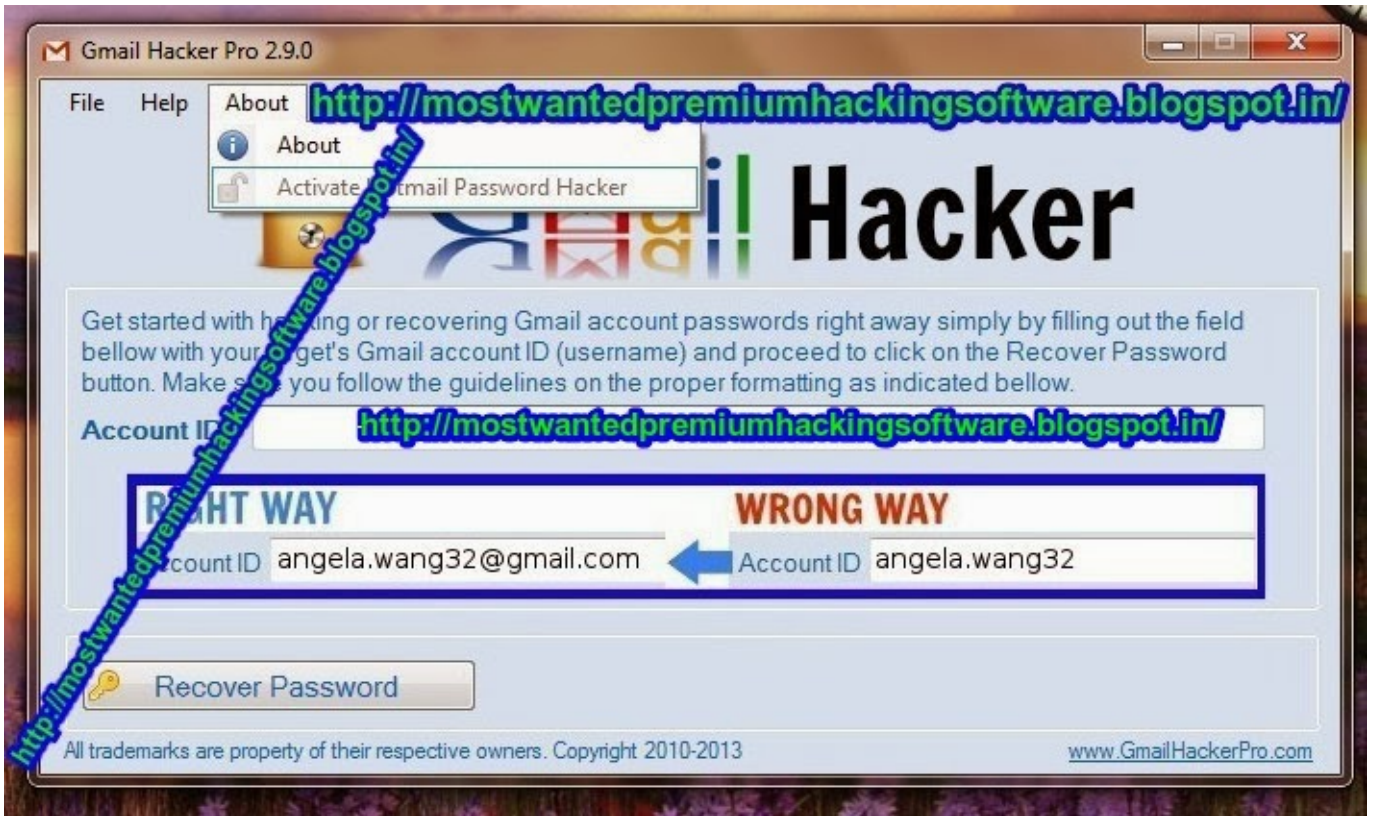 Gmail Hacker Pro 2.9.0
File Help About http://mostwantedpremiumhackingsoftware.blogspot.in/
About
Activate Password Hacker
Gmail Hacker
Get started with or recovering Gmail account passwords right away simply by filling out the field
bellow with your Gmail account ID (username) and proceed to click on the Recover Password
button. Make you follow the guidelines on the proper formatting as indicated bellow.
Account ID http://mostwantedpremiumhackingsoftware.blogspot.in/
RIGHT WAY WRONG WAY
Account ID angela.wang32@gmail.com Account ID angela.wang32
http://mostwantedpremiumhackingsoftware.blogspot.in/
Recover Password
All trademarks are property of their respective owners. Copyright 2010-2013 www.GmailHackerPro.com